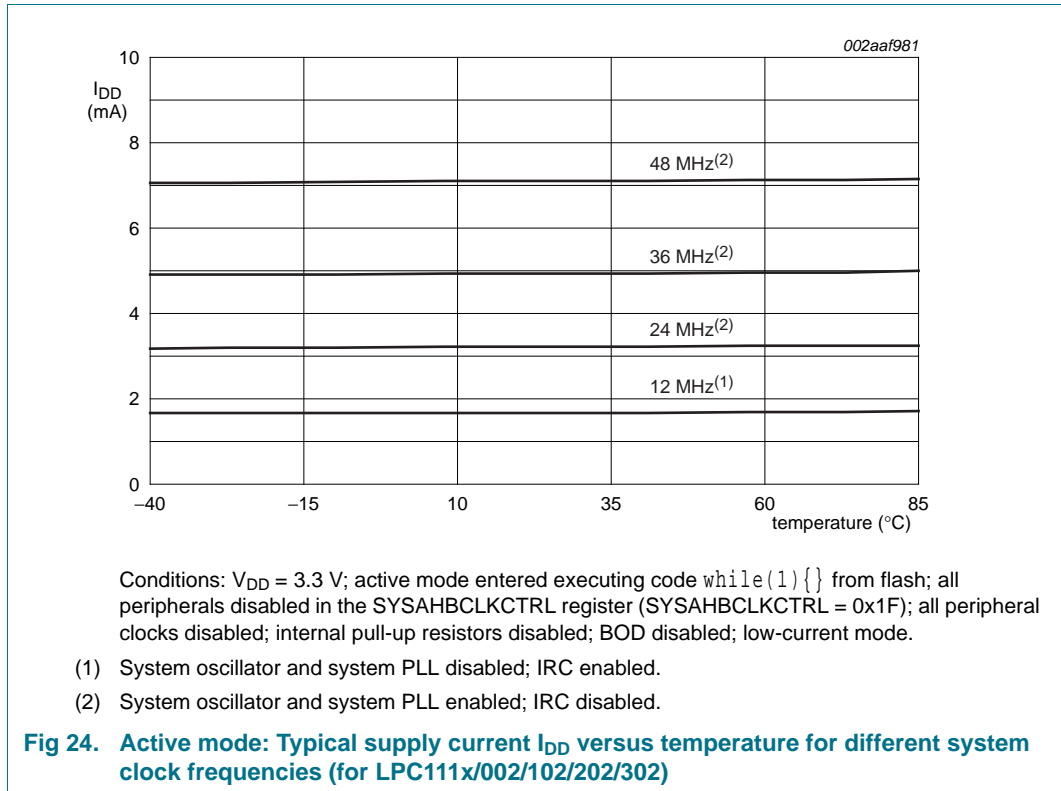 002aaf981
10
IDD
(mA)
8
48 MHz(2)
6
36 MHz(2)
4
24 MHz(2)
12 MHz(1)
2
0
−40 −15 10 35 60 85
temperature (°C)
Conditions: VDD = 3.3 V; active mode entered executing code while(1){} from flash; all
peripherals disabled in the SYSAHBCLKCTRL register (SYSAHBCLKCTRL = 0x1F); all peripheral
clocks disabled; internal pull-up resistors disabled; BOD disabled; low-current mode.
(1) System oscillator and system PLL disabled; IRC enabled.
(2) System oscillator and system PLL enabled; IRC disabled.
Fig 24. Active mode: Typical supply current IDD versus temperature for different system
clock frequencies (for LPC111x/002/102/202/302)